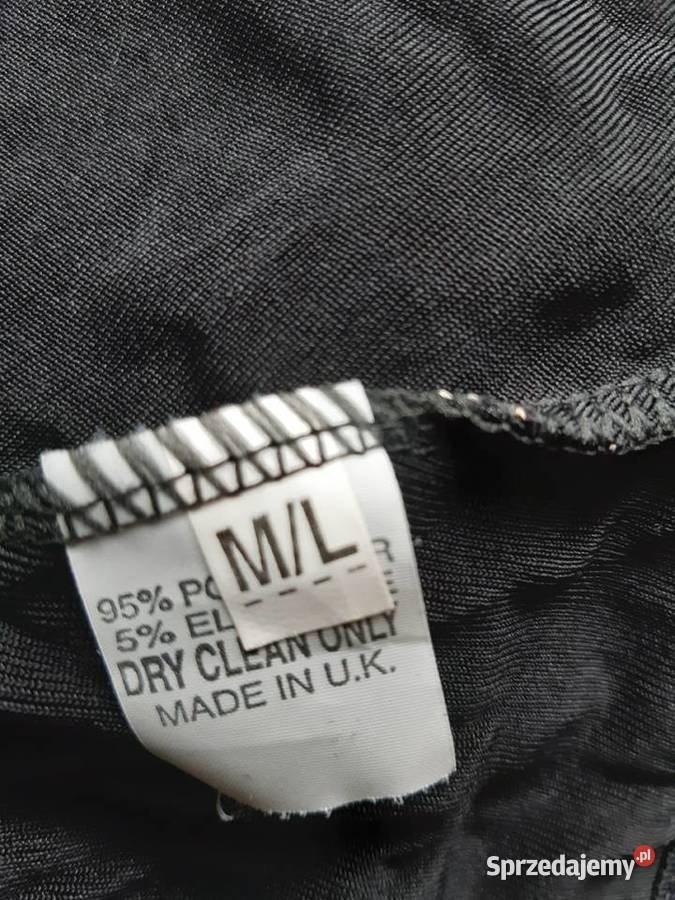 M/L
95%
5%
DRY CLEAN ONLY
MADE IN U.K.
Sprzedajemy.pl